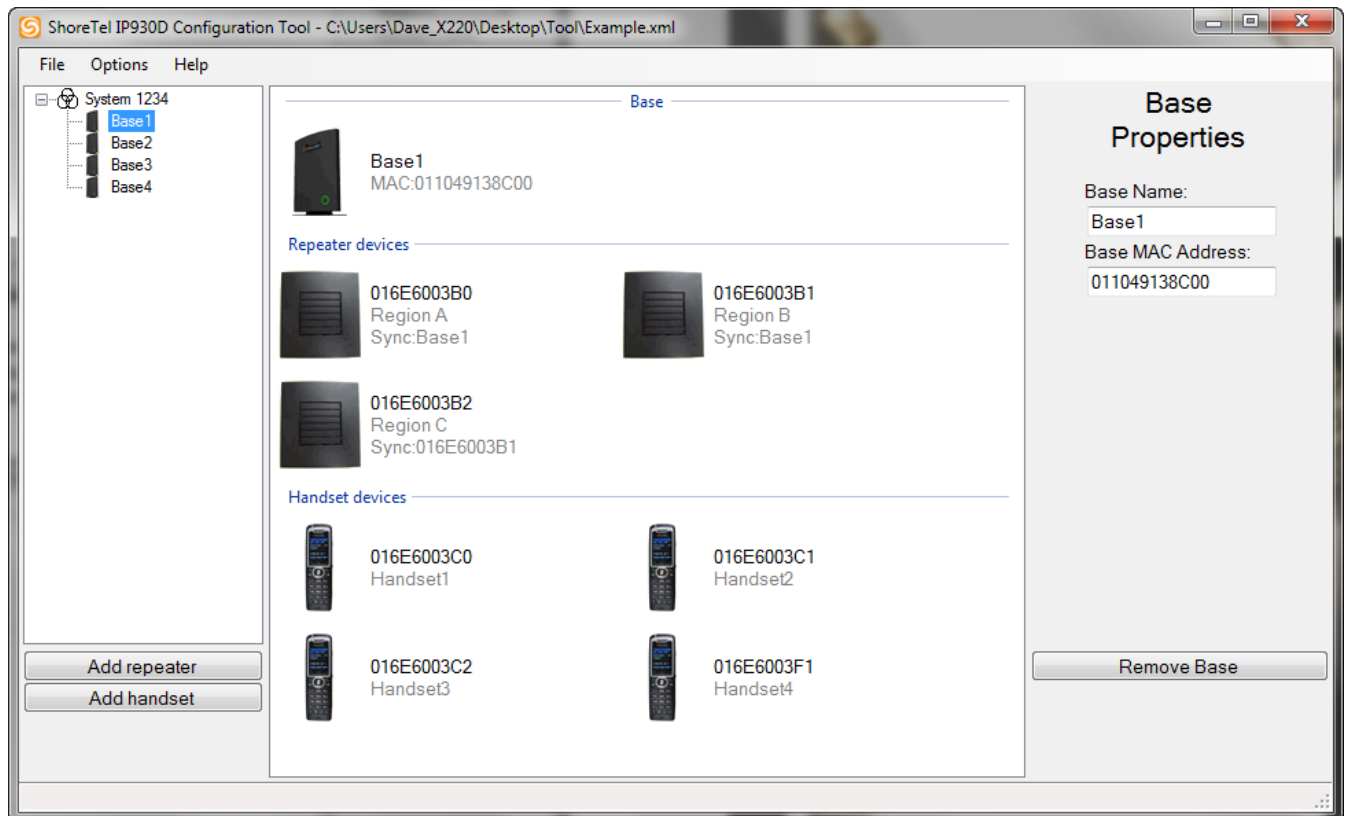 ShoreTel IP930D Configuration Tool - C:\Users\Dave_X220\Desktop\Tool\Example.xml
File Options Help
System 1234
Base1
Base2
Base3
Base4
Add repeater
Add handset
Base
Base1
MAC:011049138C00
Repeater devices
016E6003B0
Region A
Sync:Base1
016E6003B1
Region B
Sync:Base1
016E6003B2
Region C
Sync:016E6003B1
Handset devices
016E6003C0
Handset1
016E6003C1
Handset2
016E6003C2
Handset3
016E6003F1
Handset4
Base
Properties
Base Name:
Base1
Base MAC Address:
011049138C00
Remove Base